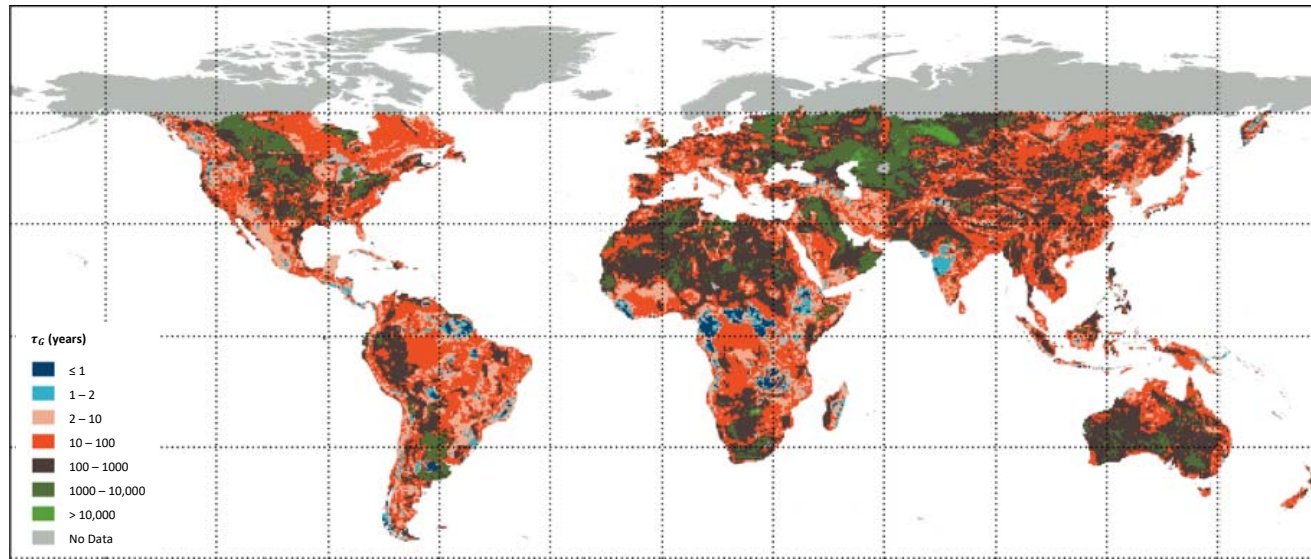 τG (years)
≤ 1
1 – 2
2 – 10
10 – 100
100 – 1000
1000 – 10,000
> 10,000
No Data